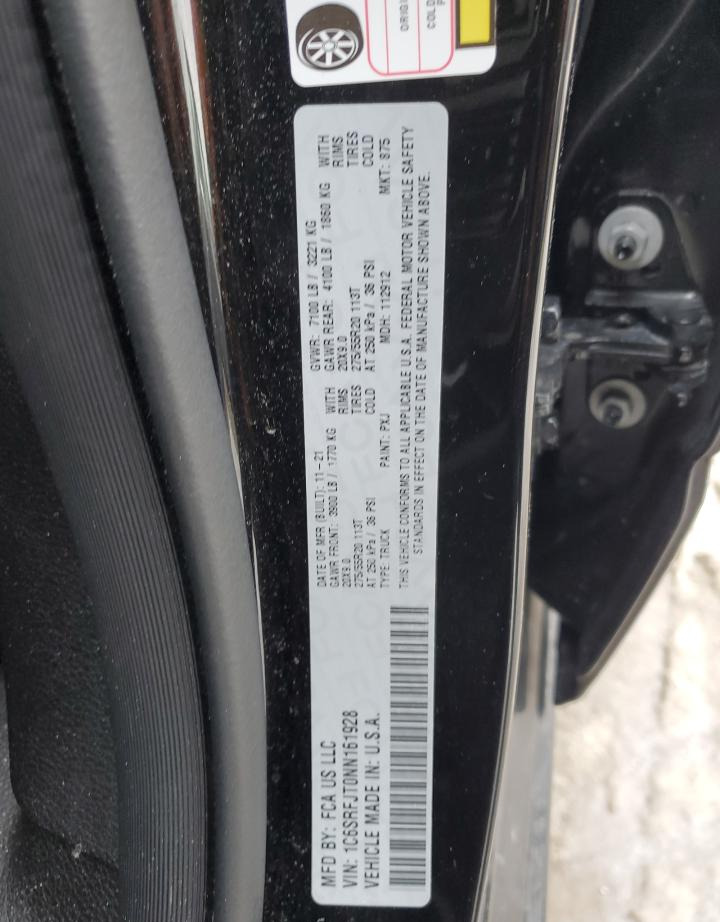 ORIGI
COLD
MFD BY: FCA US LLC
VIN: 1C6SRFJT0NN161928
VEHICLE MADE IN: U.S.A.
DATE OF MFR (BUILT): 11-21
GVWR: 7100 LB / 3221 KG
GAWR FRONT: 3900 LB / 1770 KG WITH
20X9.0 RIMS
275/55R20 113T TIRES
AT 250 kPa / 36 PSI COLD
GAWR REAR: 4100 LB / 1860 KG WITH
20X9.0 RIMS
275/55R20 113T TIRES
AT 250 kPa / 36 PSI COLD
TYPE: TRUCK PAINT: PXJ MDH: 112912 MKT: 875
THIS VEHICLE CONFORMS TO ALL APPLICABLE U.S.A. FEDERAL MOTOR VEHICLE SAFETY
STANDARDS IN EFFECT ON THE DATE OF MANUFACTURE SHOWN ABOVE.